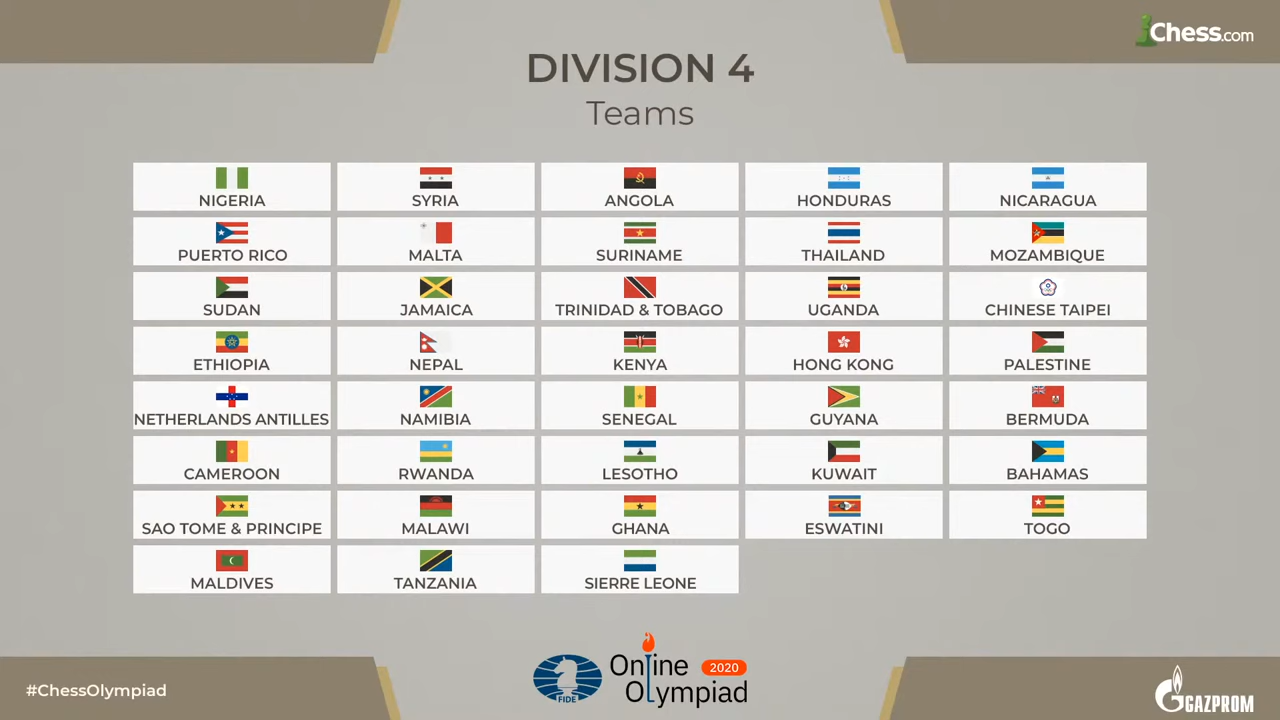 Chess.com
DIVISION 4
Teams
NIGERIA
SYRIA
ANGOLA
HONDURAS
NICARAGUA
PUERTO RICO
MALTA
SURINAME
THAILAND
MOZAMBIQUE
SUDAN
JAMAICA
TRINIDAD & TOBAGO
UGANDA
CHINESE TAIPEI
ETHIOPIA
NEPAL
KENYA
HONG KONG
PALESTINE
NETHERLANDS ANTILLES
NAMIBIA
SENEGAL
GUYANA
BERMUDA
CAMEROON
RWANDA
LESOTHO
KUWAIT
BAHAMAS
SAO TOME & PRINCIPE
MALAWI
GHANA
ESWATINI
TOGO
MALDIVES
TANZANIA
SIERRE LEONE
#ChessOlympiad
FIDE
Online 2020
Olympiad
GAZPROM